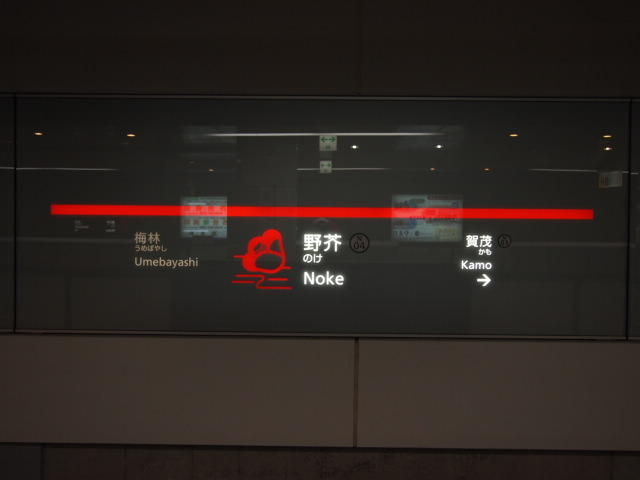 梅林
うめばやし
Umebayashi
野芥
N
04
のけ
Noke
賀茂
かも
Kamo
→